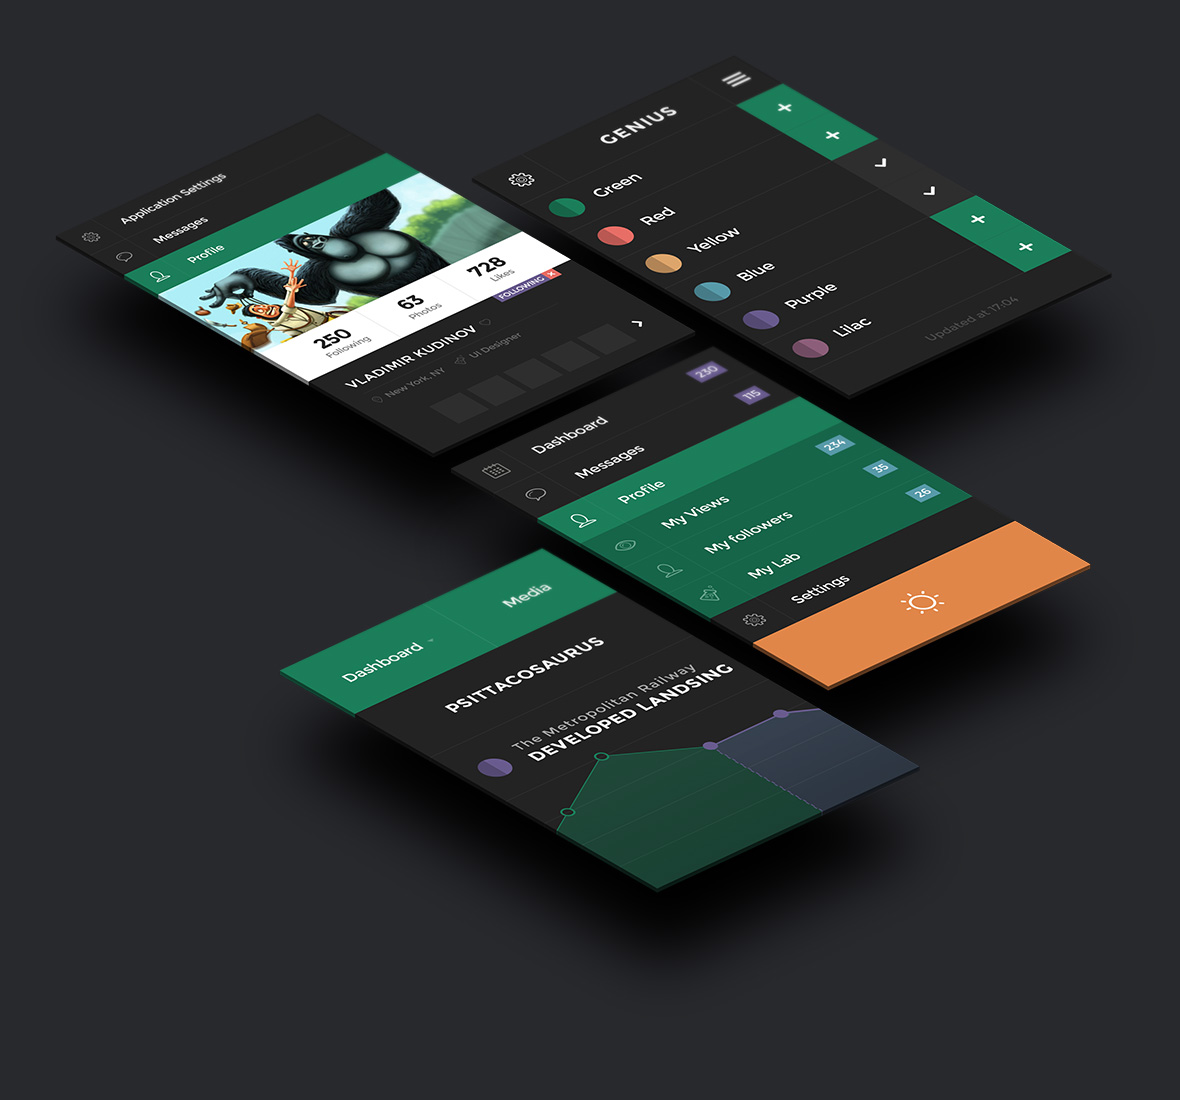 Application Settings
Messages
Profile
250
Following
63
Photos
728
Likes
FOLLOWING
VLADIMIR KUDINOV
New York, NY
UI Designer
GENIUS
Green
Red
Yellow
Blue
Purple
Lilac
Updated at 17:04
Dashboard
230
Messages
115
Profile
My Views
234
My followers
35
My Lab
26
Settings
Dashboard
Media
PSITTACOSAURUS
The Metropolitan Railway
DEVELOPED LANDSING